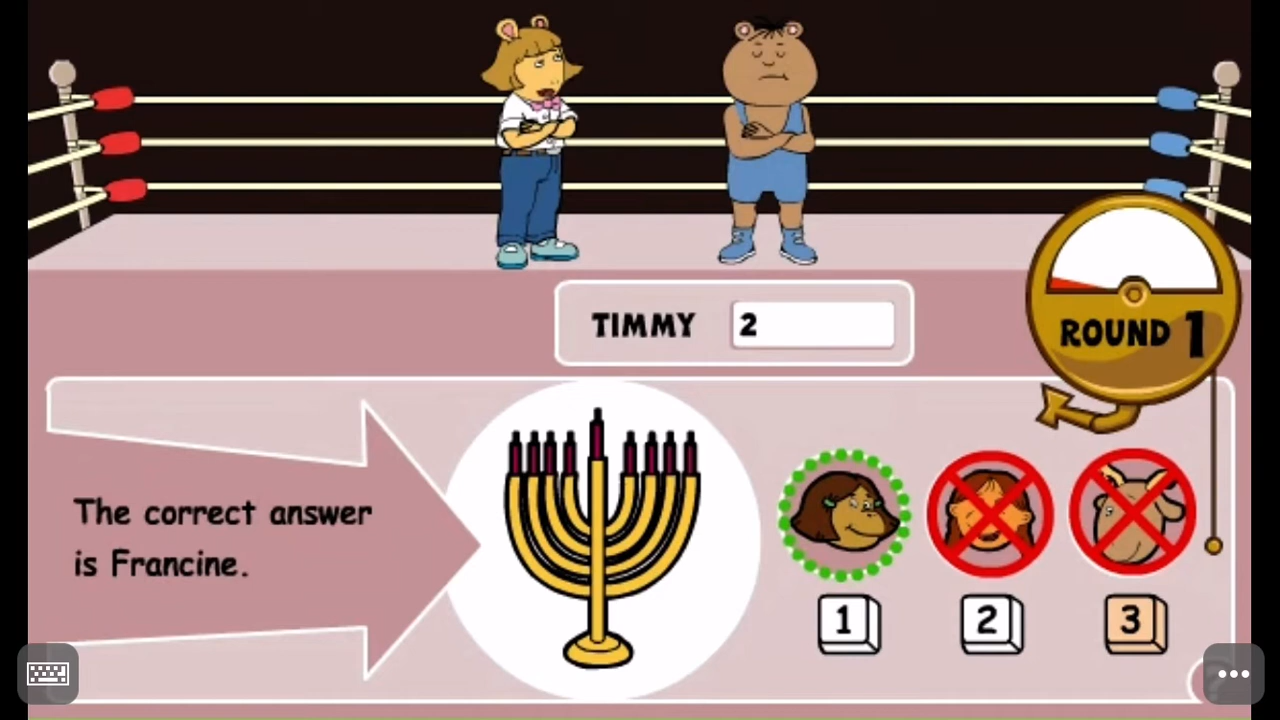 TIMMY 2
ROUND 1
The correct answer
is Francine.
1 2 3